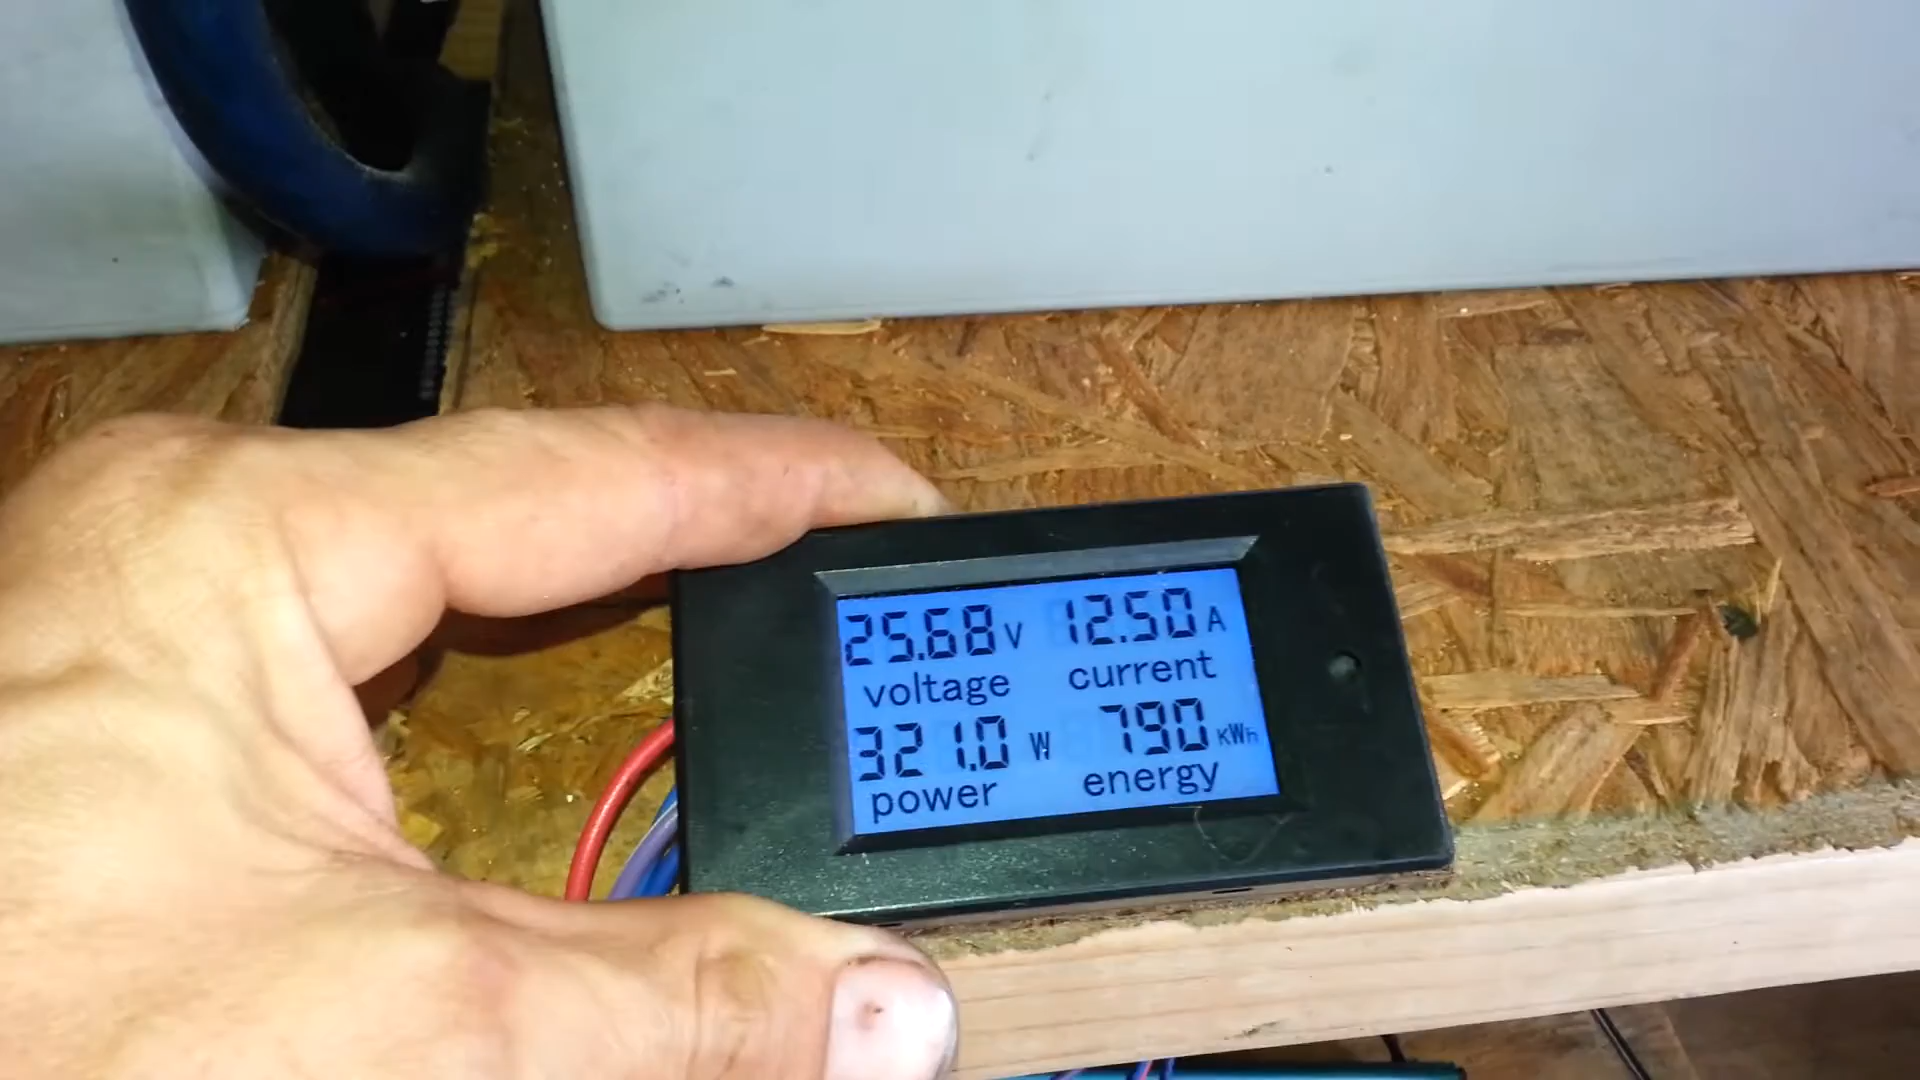 25.68 V 12.50 A
voltage current
321.0 W 790 KWh
power energy